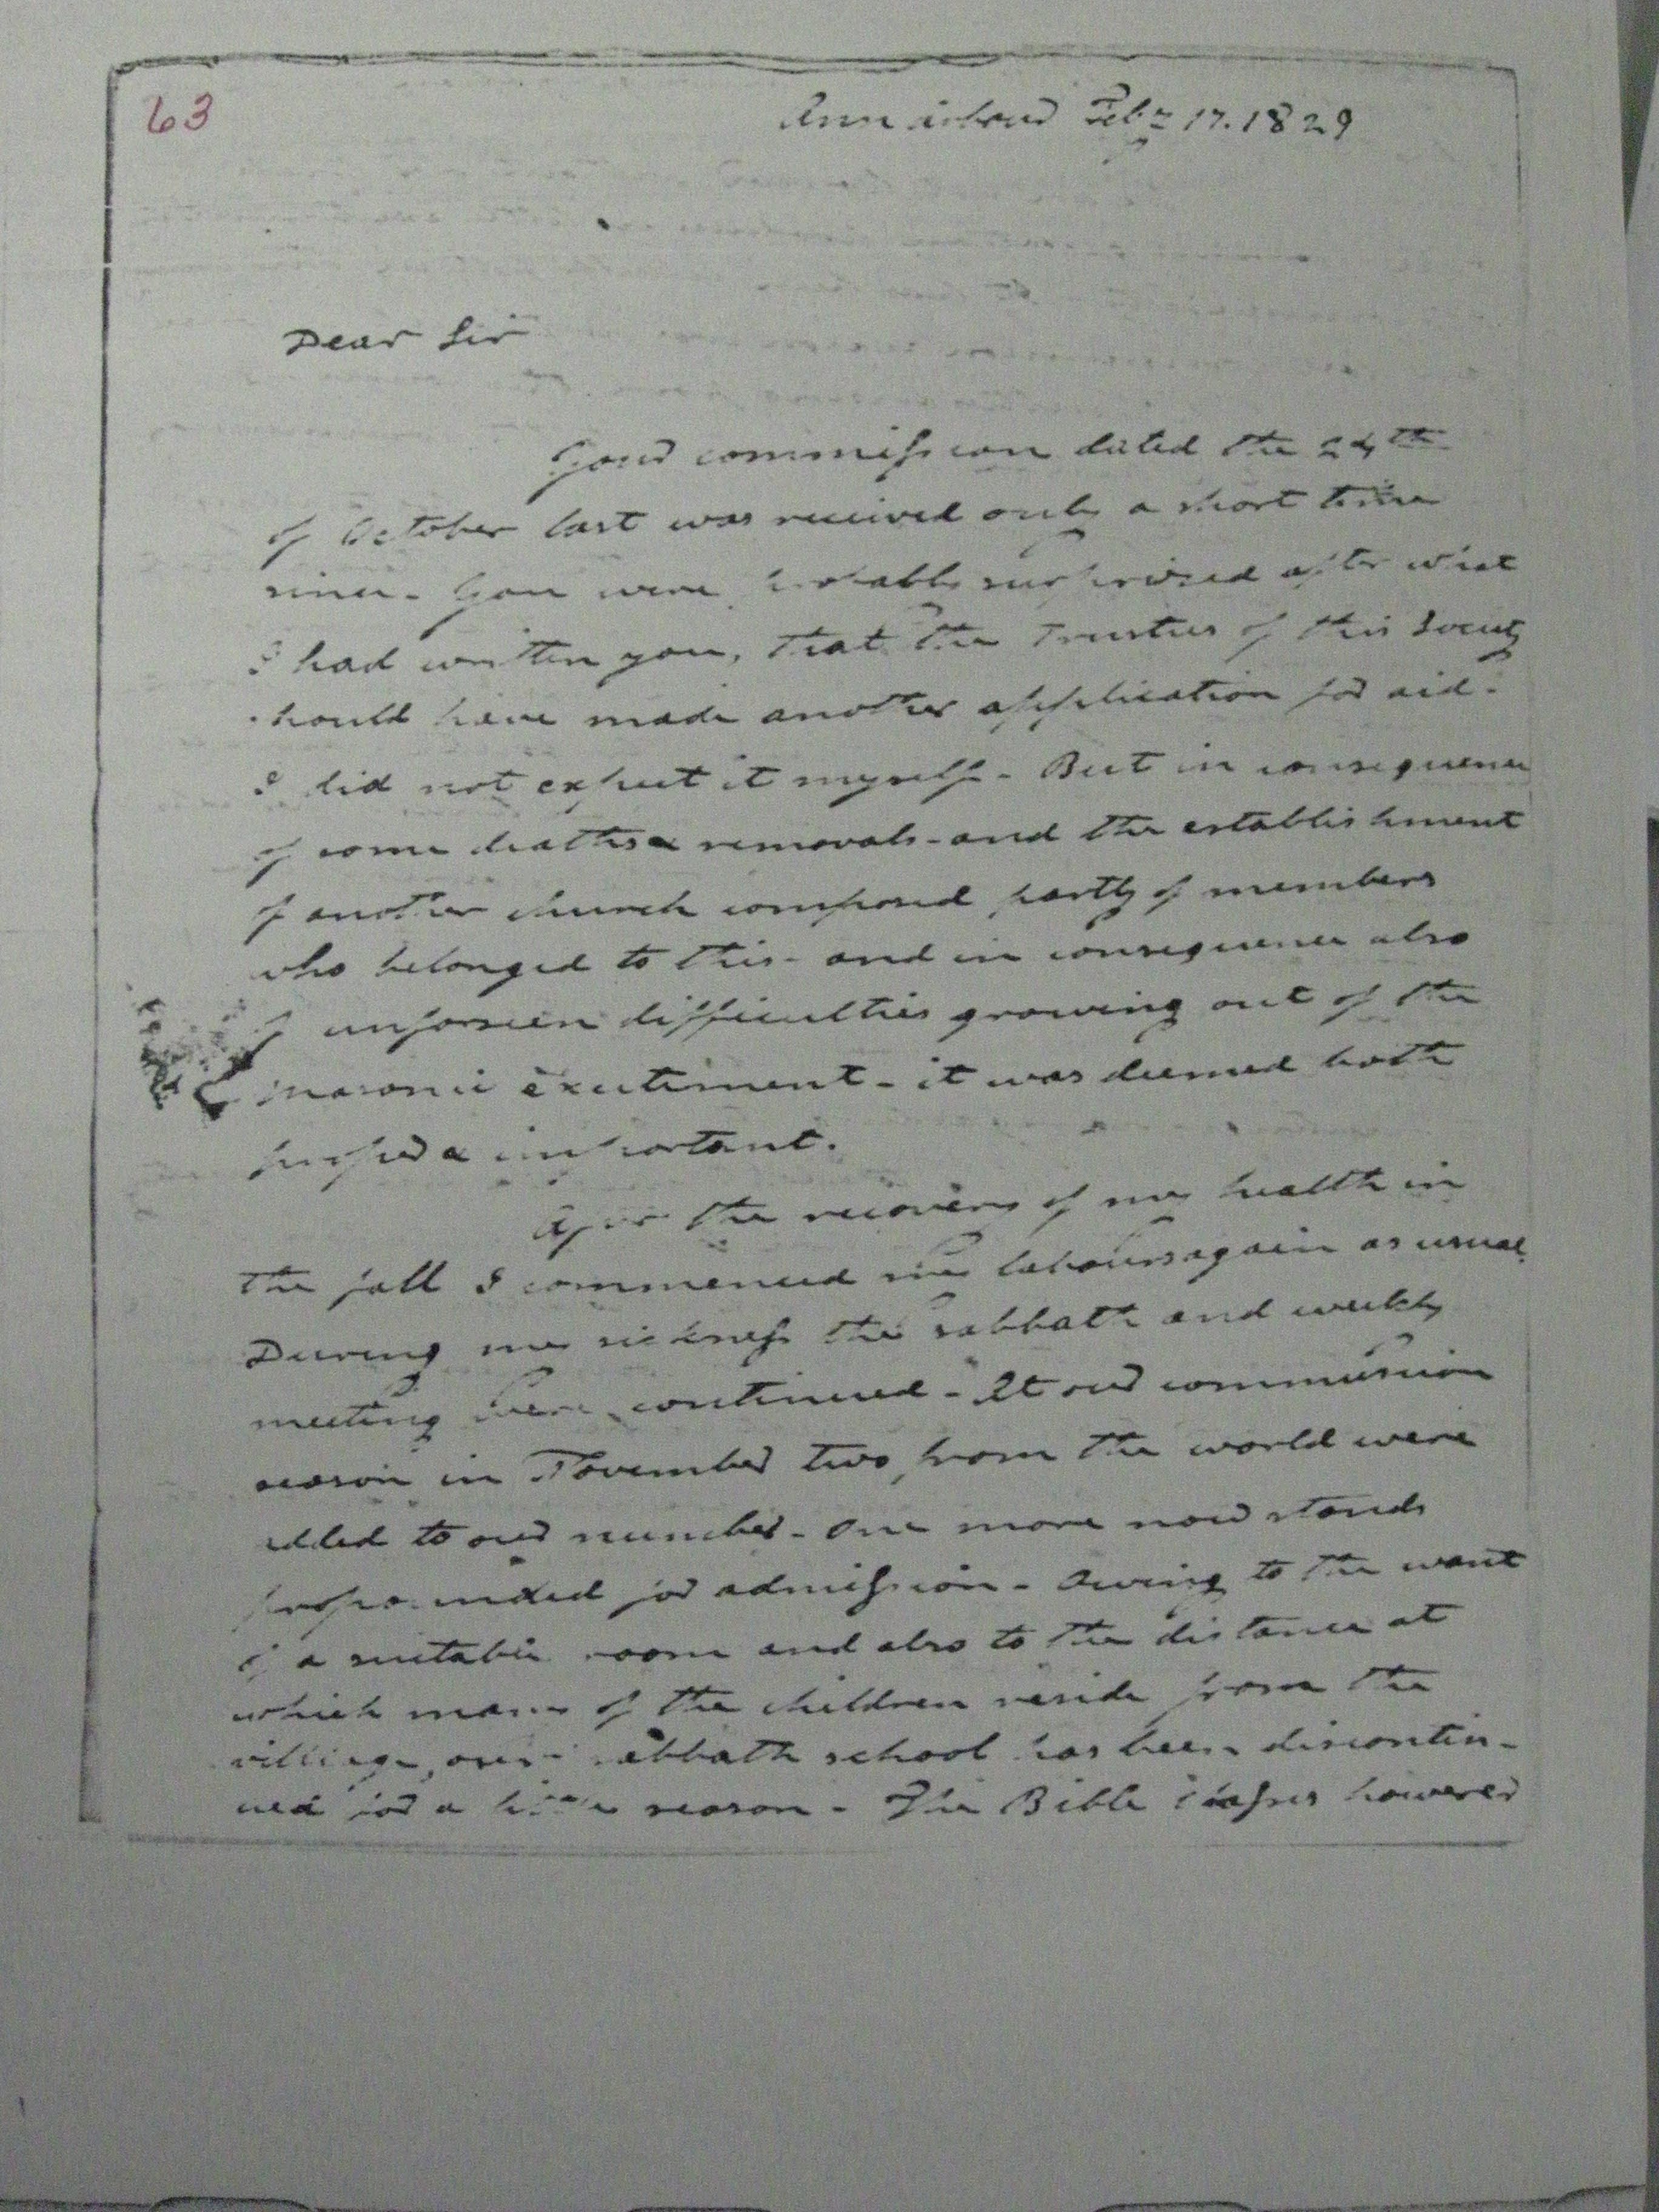 63
Ann arbour Feby 17. 1829
Dear Sir
Your commission dated the 24th
of October last was received only a short time
since - You were probably surprised after what
I had written you, that the Trustees of this Society
should have made another application for aid -
I did not expect it myself - But in consequence
of some deaths & removals - and the establishment
of another church composed partly of members
who belonged to this - and in consequence also
of unforseen difficulties growing out of the
masonic excitement - it was deemed both
proper & important.
After the recovery of my health in
the fall I commenced my labours again as usual
During my sickness the sabbath and weekly
meeting were continued - At our communion
season in November two from the world were
added to our number - One more now stands
propounded for admission - Owing to the want
of a suitable room and also to the distance at
which many of the children reside from the
village, our sabbath school has been discontin-
ued for a little season - The Bible classes however